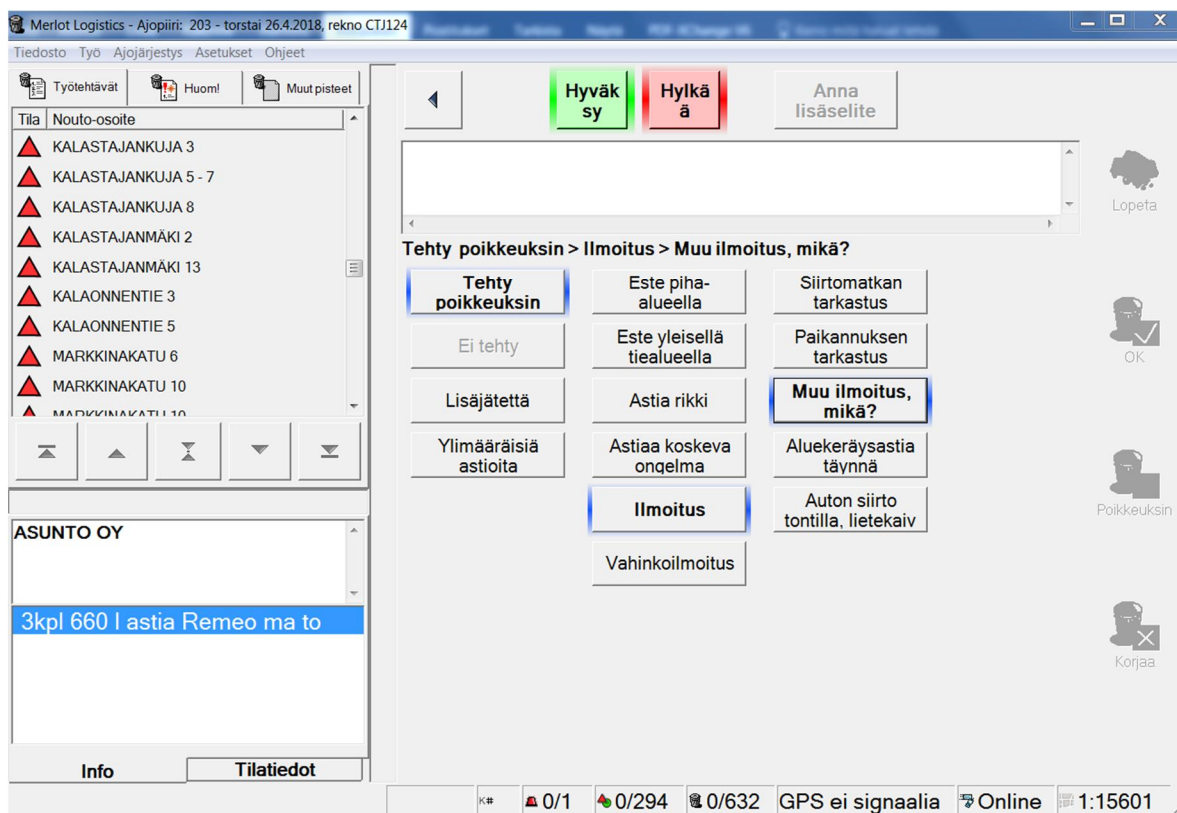 Merlot Logistics - Ajopiiri: 203 - torstai 26.4.2018, rekno CTJ124
Tiedosto Työ Ajojärjestys Asetukset Ohjeet
Työtehtävät Huom! Muut pisteet
Tila Nouto-osoite
KALASTAJANKUJA 3
KALASTAJANKUJA 5 - 7
KALASTAJANKUJA 8
KALASTAJANMÄKI 2
KALASTAJANMÄKI 13
KALAONNENTIE 3
KALAONNENTIE 5
MARKKINAKATU 6
MARKKINAKATU 10
MARKKINAKATU 10
ASUNTO OY
3kpl 660 l astia Remeo ma to
Info Tilatiedot
Hyväk
sy
Hylkä
ä
Anna
lisäselite
Tehty poikkeuksin > Ilmoitus > Muu ilmoitus, mikä?
Tehty
poikkeuksin
Ei tehty
Lisäjätettä
Ylimääräisiä
astioita
Este piha-
alueella
Este yleisellä
tiealueella
Astia rikki
Astiaa koskeva
ongelma
Ilmoitus
Vahinkoilmoitus
Siirtomatkan
tarkastus
Paikannuksen
tarkastus
Muu ilmoitus,
mikä?
Aluekeräysastia
täynnä
Auton siirto
tontilla, lietekaiv
Lopeta
OK
Poikkeuksin
Korjaa
K# 0/1 0/294 0/632 GPS ei signaalia Online 1:15601